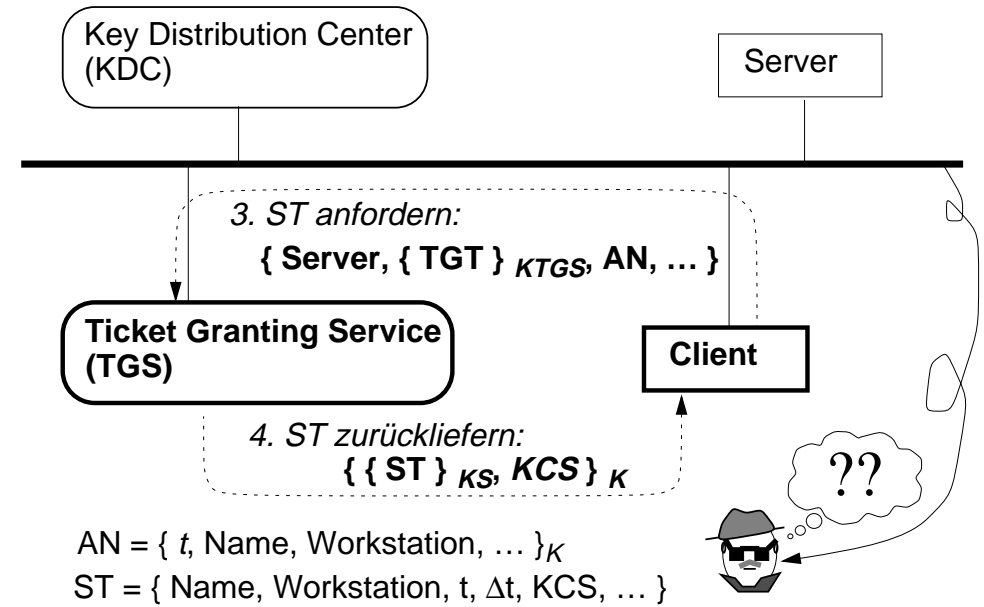 Key Distribution Center
(KDC)
Server
3. ST anfordern:
{ Server, { TGT } KTGS, AN, … }
Ticket Granting Service
(TGS)
Client
4. ST zurückliefern:
{ { ST } KS, KCS } K
??
AN = { t, Name, Workstation, … }K
ST = { Name, Workstation, t, Δt, KCS, … }